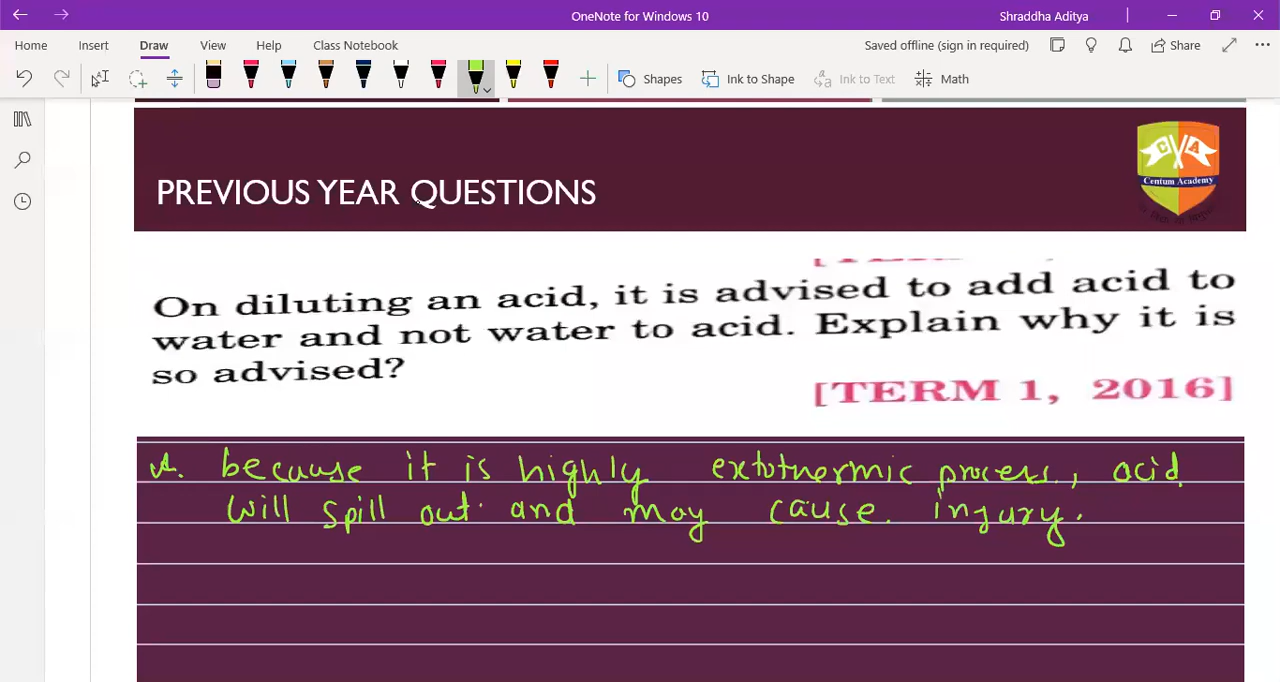 OneNote for Windows 10
Shraddha Aditya
Home Insert Draw View Help Class Notebook
Saved offline (sign in required)
Share
Shapes
Ink to Shape
Ink to Text
Math
PREVIOUS YEAR QUESTIONS
CA
Centum Academy
On diluting an acid, it is advised to add acid to
water and not water to acid. Explain why it is
so advised?
[TERM 1, 2016]
A. because it is highly extothermic process, acid
will spill out and may cause injury.